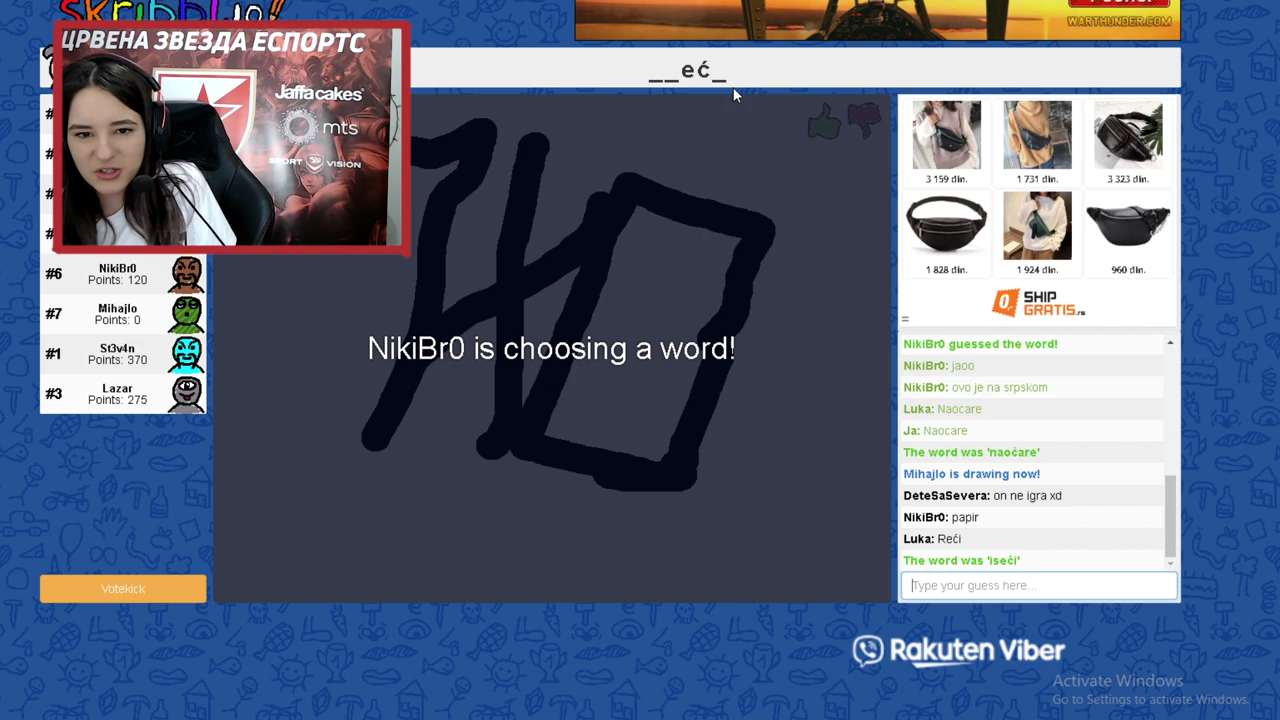 skribbl.io!
WARTHUNDER.COM
ЦРВЕНА ЗВЕЗДА ЕСПОРТС
Jaffa cakes
mts
SPORT VISION
__eć_
#6 NikiBr0
Points: 120
#7 Mihajlo
Points: 0
#1 St3v4n
Points: 370
#3 Lazar
Points: 275
Votekick
NikiBr0 is choosing a word!
3 159 din. 1 731 din. 3 323 din.
1 828 din. 1 924 din. 960 din.
SHIP
GRATIS.rs
NikiBr0 guessed the word!
NikiBr0: jaoo
NikiBr0: ovo je na srpskom
Luka: Naocare
Ja: Naocare
The word was 'naočare'
Mihajlo is drawing now!
DeteSaSevera: on ne igra xd
NikiBr0: papir
Luka: Reći
The word was 'iseći'
Type your guess here...
Rakuten Viber
Activate Windows
Go to Settings to activate Windows.